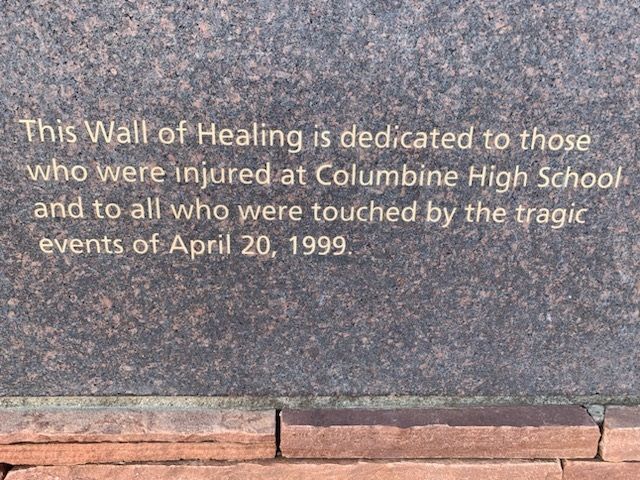 This Wall of Healing is dedicated to those
who were injured at Columbine High School
and to all who were touched by the tragic
events of April 20, 1999.